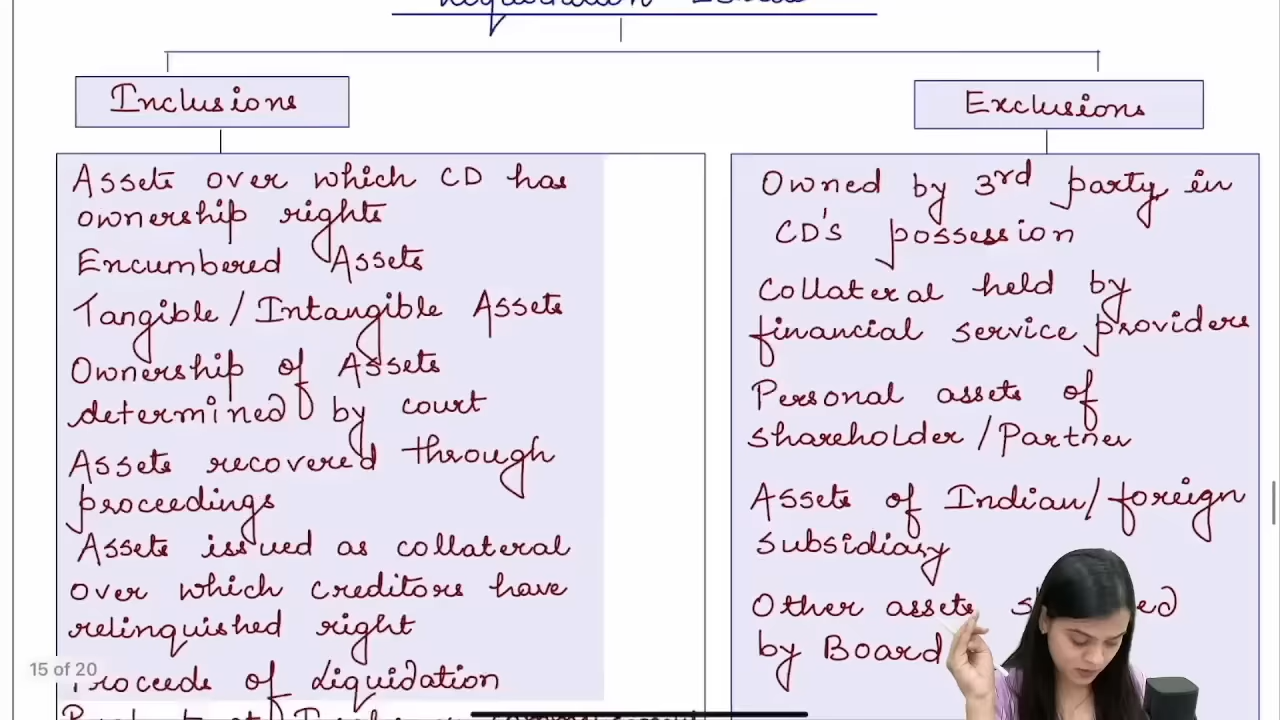 Inclusions
Exclusions
Assets over which CD has
ownership rights
Encumbered Assets
Tangible / Intangible Assets
Ownership of Assets
determined by court
Assets recovered through
proceedings
Assets issued as collateral
over which creditors have
relinquished right
Proceeds of Liquidation
Owned by 3rd party in
CD's possession
Collateral held by
financial service providers
Personal assets of
shareholder / Partner
Assets of Indian / foreign
subsidiary
Other assets
by Board
15 of 20